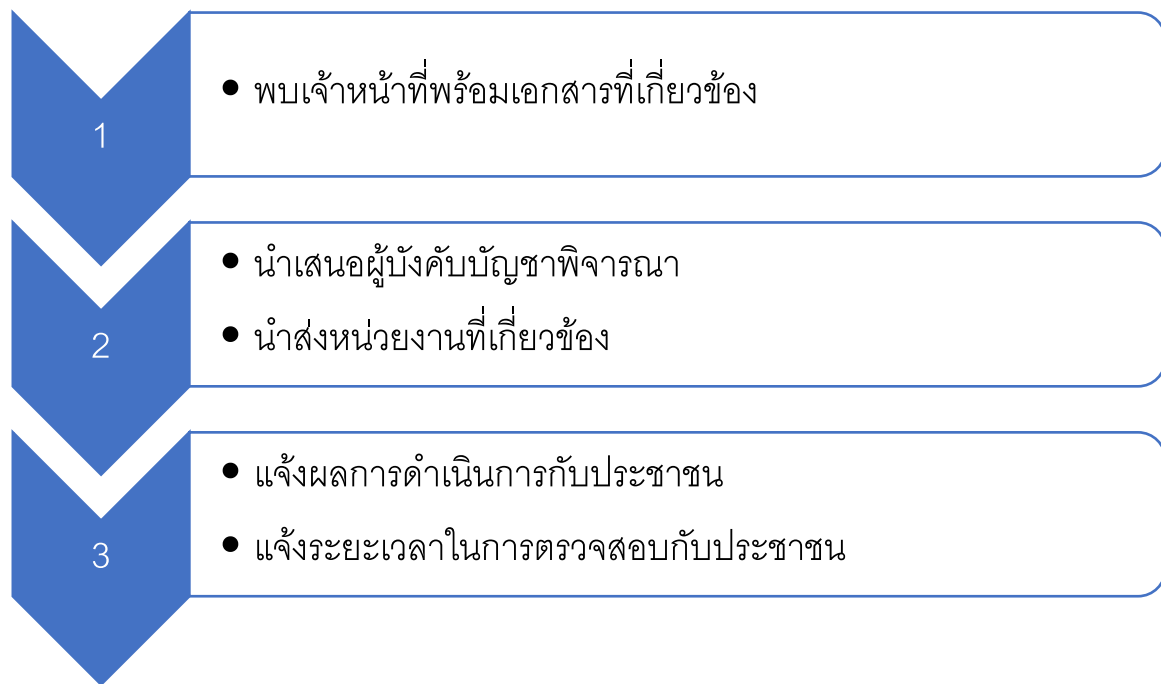 1
• พบเจ้าหน้าที่พร้อมเอกสารที่เกี่ยวข้อง
2
• นำเสนอผู้บังคับบัญชาพิจารณา
• นำส่งหน่วยงานที่เกี่ยวข้อง
3
• แจ้งผลการดำเนินการกับประชาชน
• แจ้งระยะเวลาในการตรวจสอบกับประชาชน